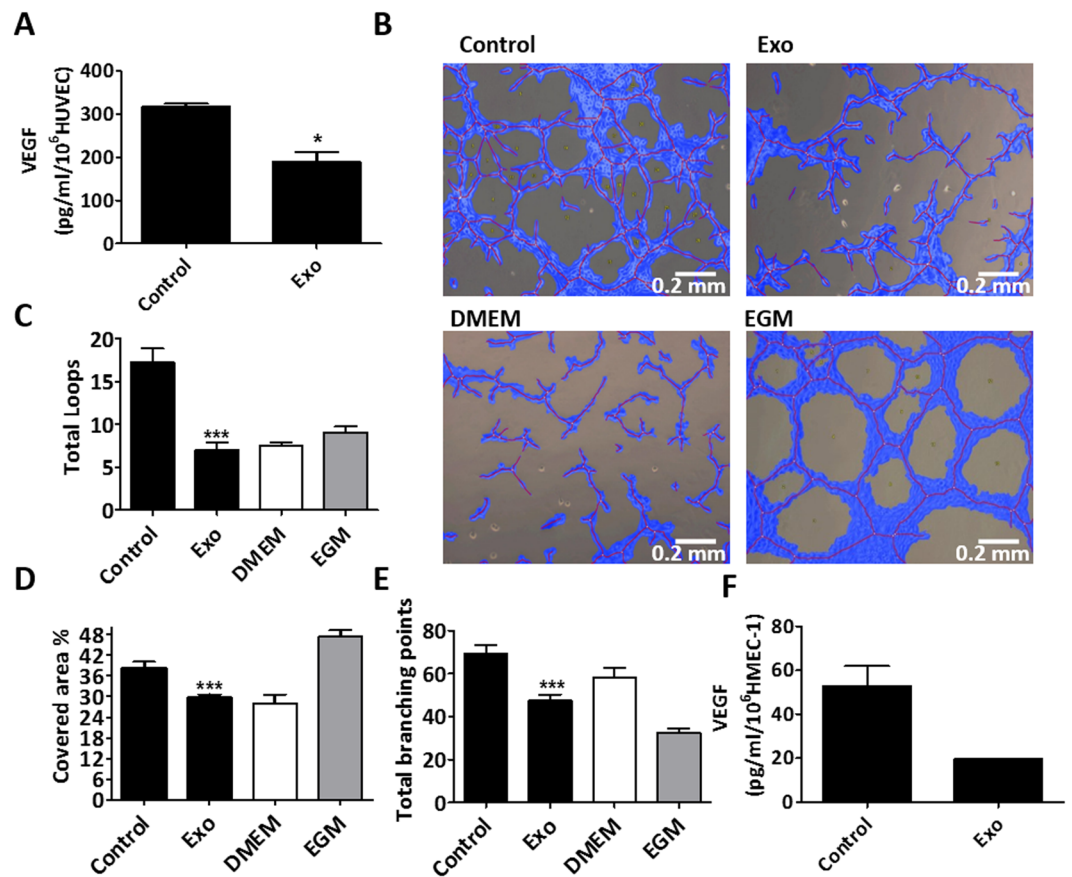 A
VEGF
(pg/ml/10⁶HUVEC)
400
300
200
100
0
*
Control
Exo
B
Control
Exo
0.2 mm
0.2 mm
DMEM
EGM
0.2 mm
0.2 mm
C
Total Loops
20
15
10
5
0
***
Control
Exo
DMEM
EGM
D
Covered area %
48
42
36
30
24
18
12
6
0
***
Control
Exo
DMEM
EGM
E
Total branching points
80
60
40
20
0
***
Control
Exo
DMEM
EGM
F
VEGF
(pg/ml/10⁶HMEC-1)
80
60
40
20
0
Control
Exo